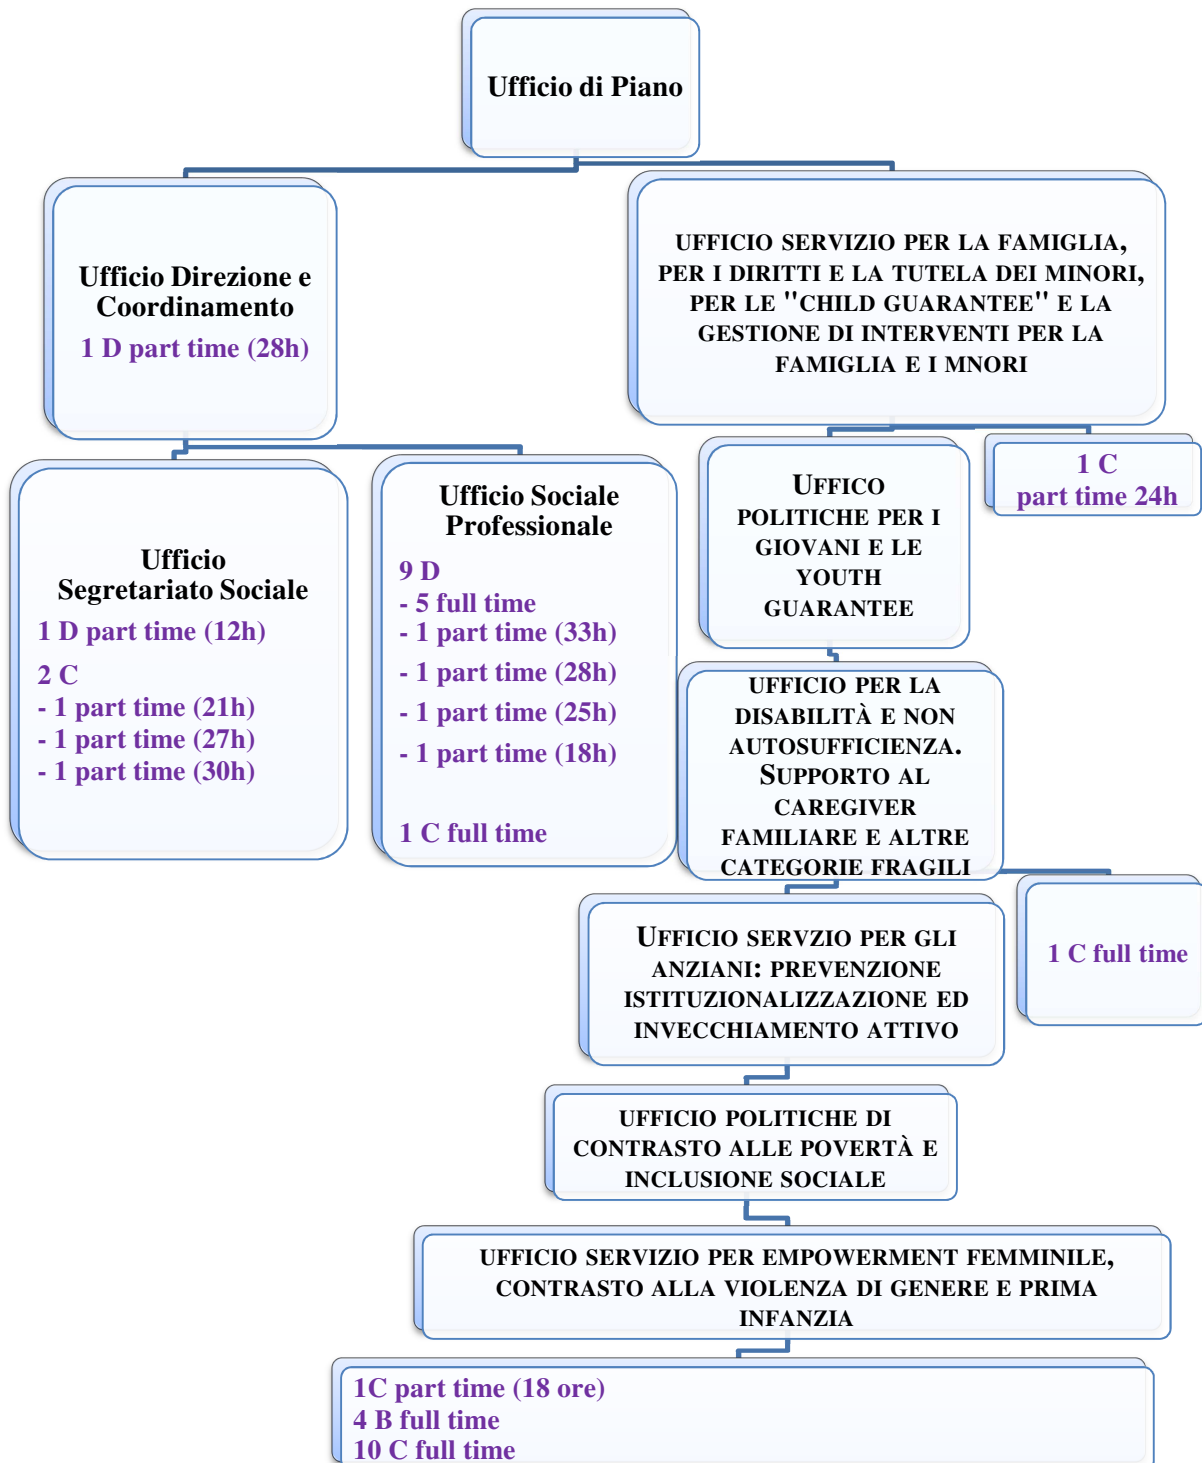 Ufficio di Piano
Ufficio Direzione e
Coordinamento
1 D part time (28h)
UFFICIO SERVIZIO PER LA FAMIGLIA,
PER I DIRITTI E LA TUTELA DEI MINORI,
PER LE "CHILD GUARANTEE" E LA
GESTIONE DI INTERVENTI PER LA
FAMIGLIA E I MNORI
Ufficio
Segretariato Sociale
1 D part time (12h)
2 C
- 1 part time (21h)
- 1 part time (27h)
- 1 part time (30h)
Ufficio Sociale
Professionale
9 D
- 5 full time
- 1 part time (33h)
- 1 part time (28h)
- 1 part time (25h)
- 1 part time (18h)
1 C full time
UFFICO
POLITICHE PER I
GIOVANI E LE
YOUTH
GUARANTEE
1 C
part time 24h
UFFICIO PER LA
DISABILITÀ E NON
AUTOSUFFICIENZA.
SUPPORTO AL
CAREGIVER
FAMILIARE E ALTRE
CATEGORIE FRAGILI
1 C full time
UFFICIO SERVZIO PER GLI
ANZIANI: PREVENZIONE
ISTITUZIONALIZZAZIONE ED
INVECCHIAMENTO ATTIVO
UFFICIO POLITICHE DI
CONTRASTO ALLE POVERTÀ E
INCLUSIONE SOCIALE
UFFICIO SERVIZIO PER EMPOWERMENT FEMMINILE,
CONTRASTO ALLA VIOLENZA DI GENERE E PRIMA
INFANZIA
1C part time (18 ore)
4 B full time
10 C full time